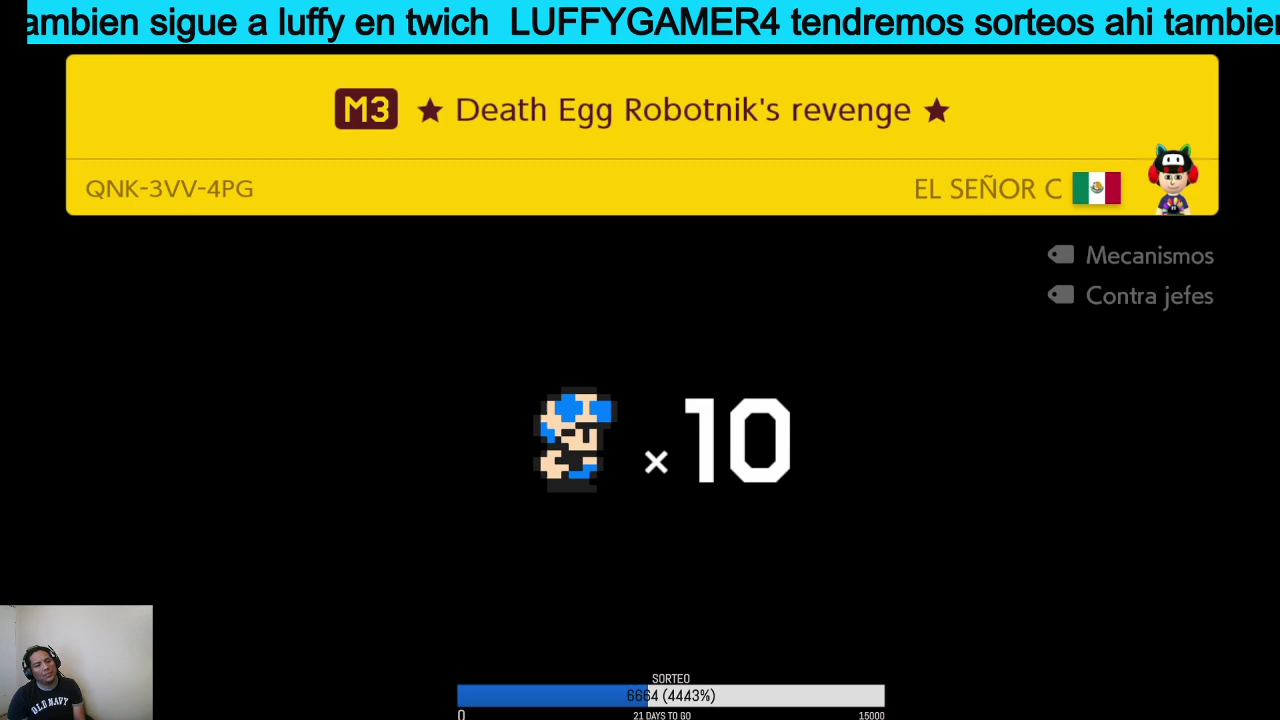 ambien sigue a luffy en twich LUFFYGAMER4 tendremos sorteos ahi tambien
M3 ★ Death Egg Robotnik's revenge ★
QNK-3VV-4PG
EL SEÑOR C
Mecanismos
Contra jefes
×10
OLD NAVY
SORTEO
6664 (4443%)
0
21 DAYS TO GO
15000